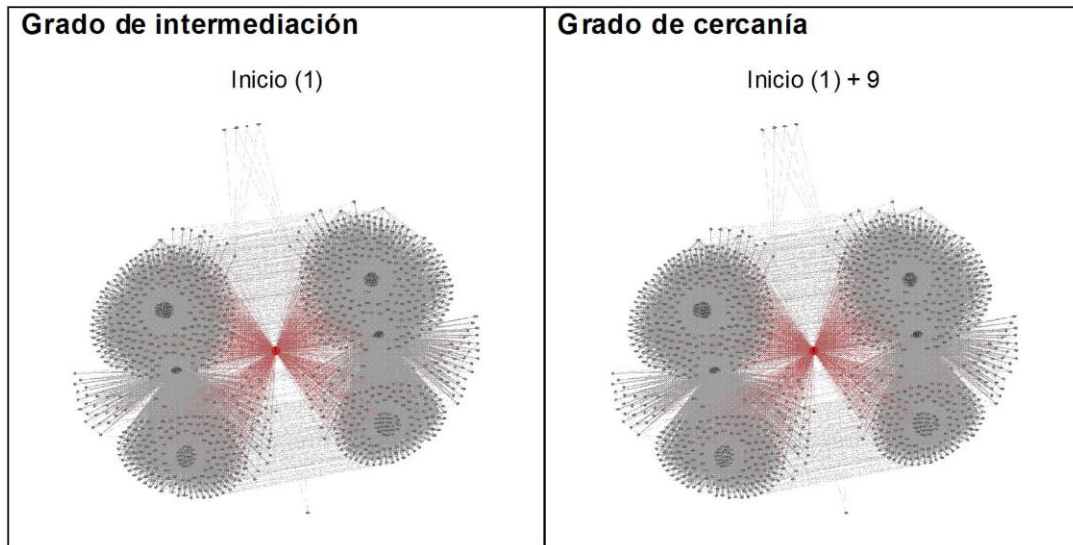 Grado de intermediación
Inicio (1)
Grado de cercanía
Inicio (1) + 9